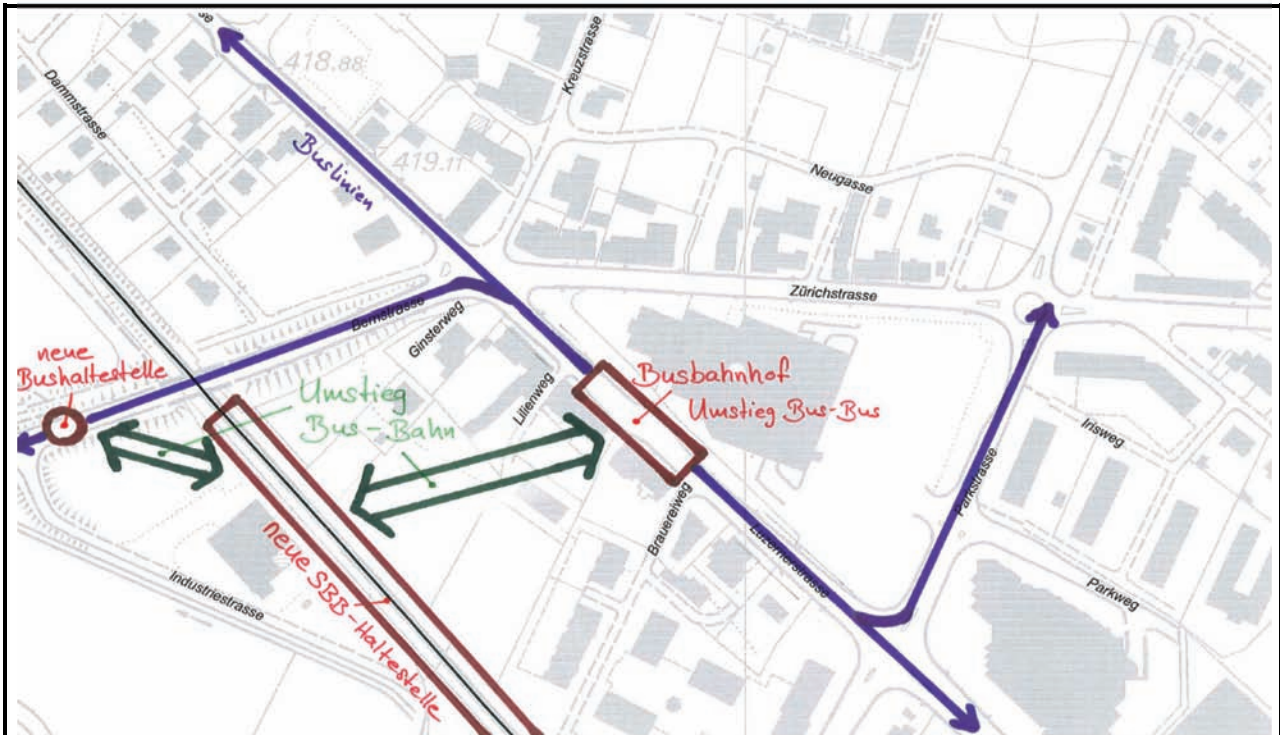 se
418.88
Kreuzstrasse
Dammstrasse
Buslinien
419.11
Neugasse
Zürichstrasse
Bernstrasse
Ginsterweg
neue
Bushaltestelle
Umstieg
Bus-Bahn
Lilienweg
Busbahnhof
Umstieg Bus-Bus
Irisweg
Parkstrasse
Brauereiweg
Luzernerstrasse
neue SBB-Haltestelle
Industriestrasse
Parkweg